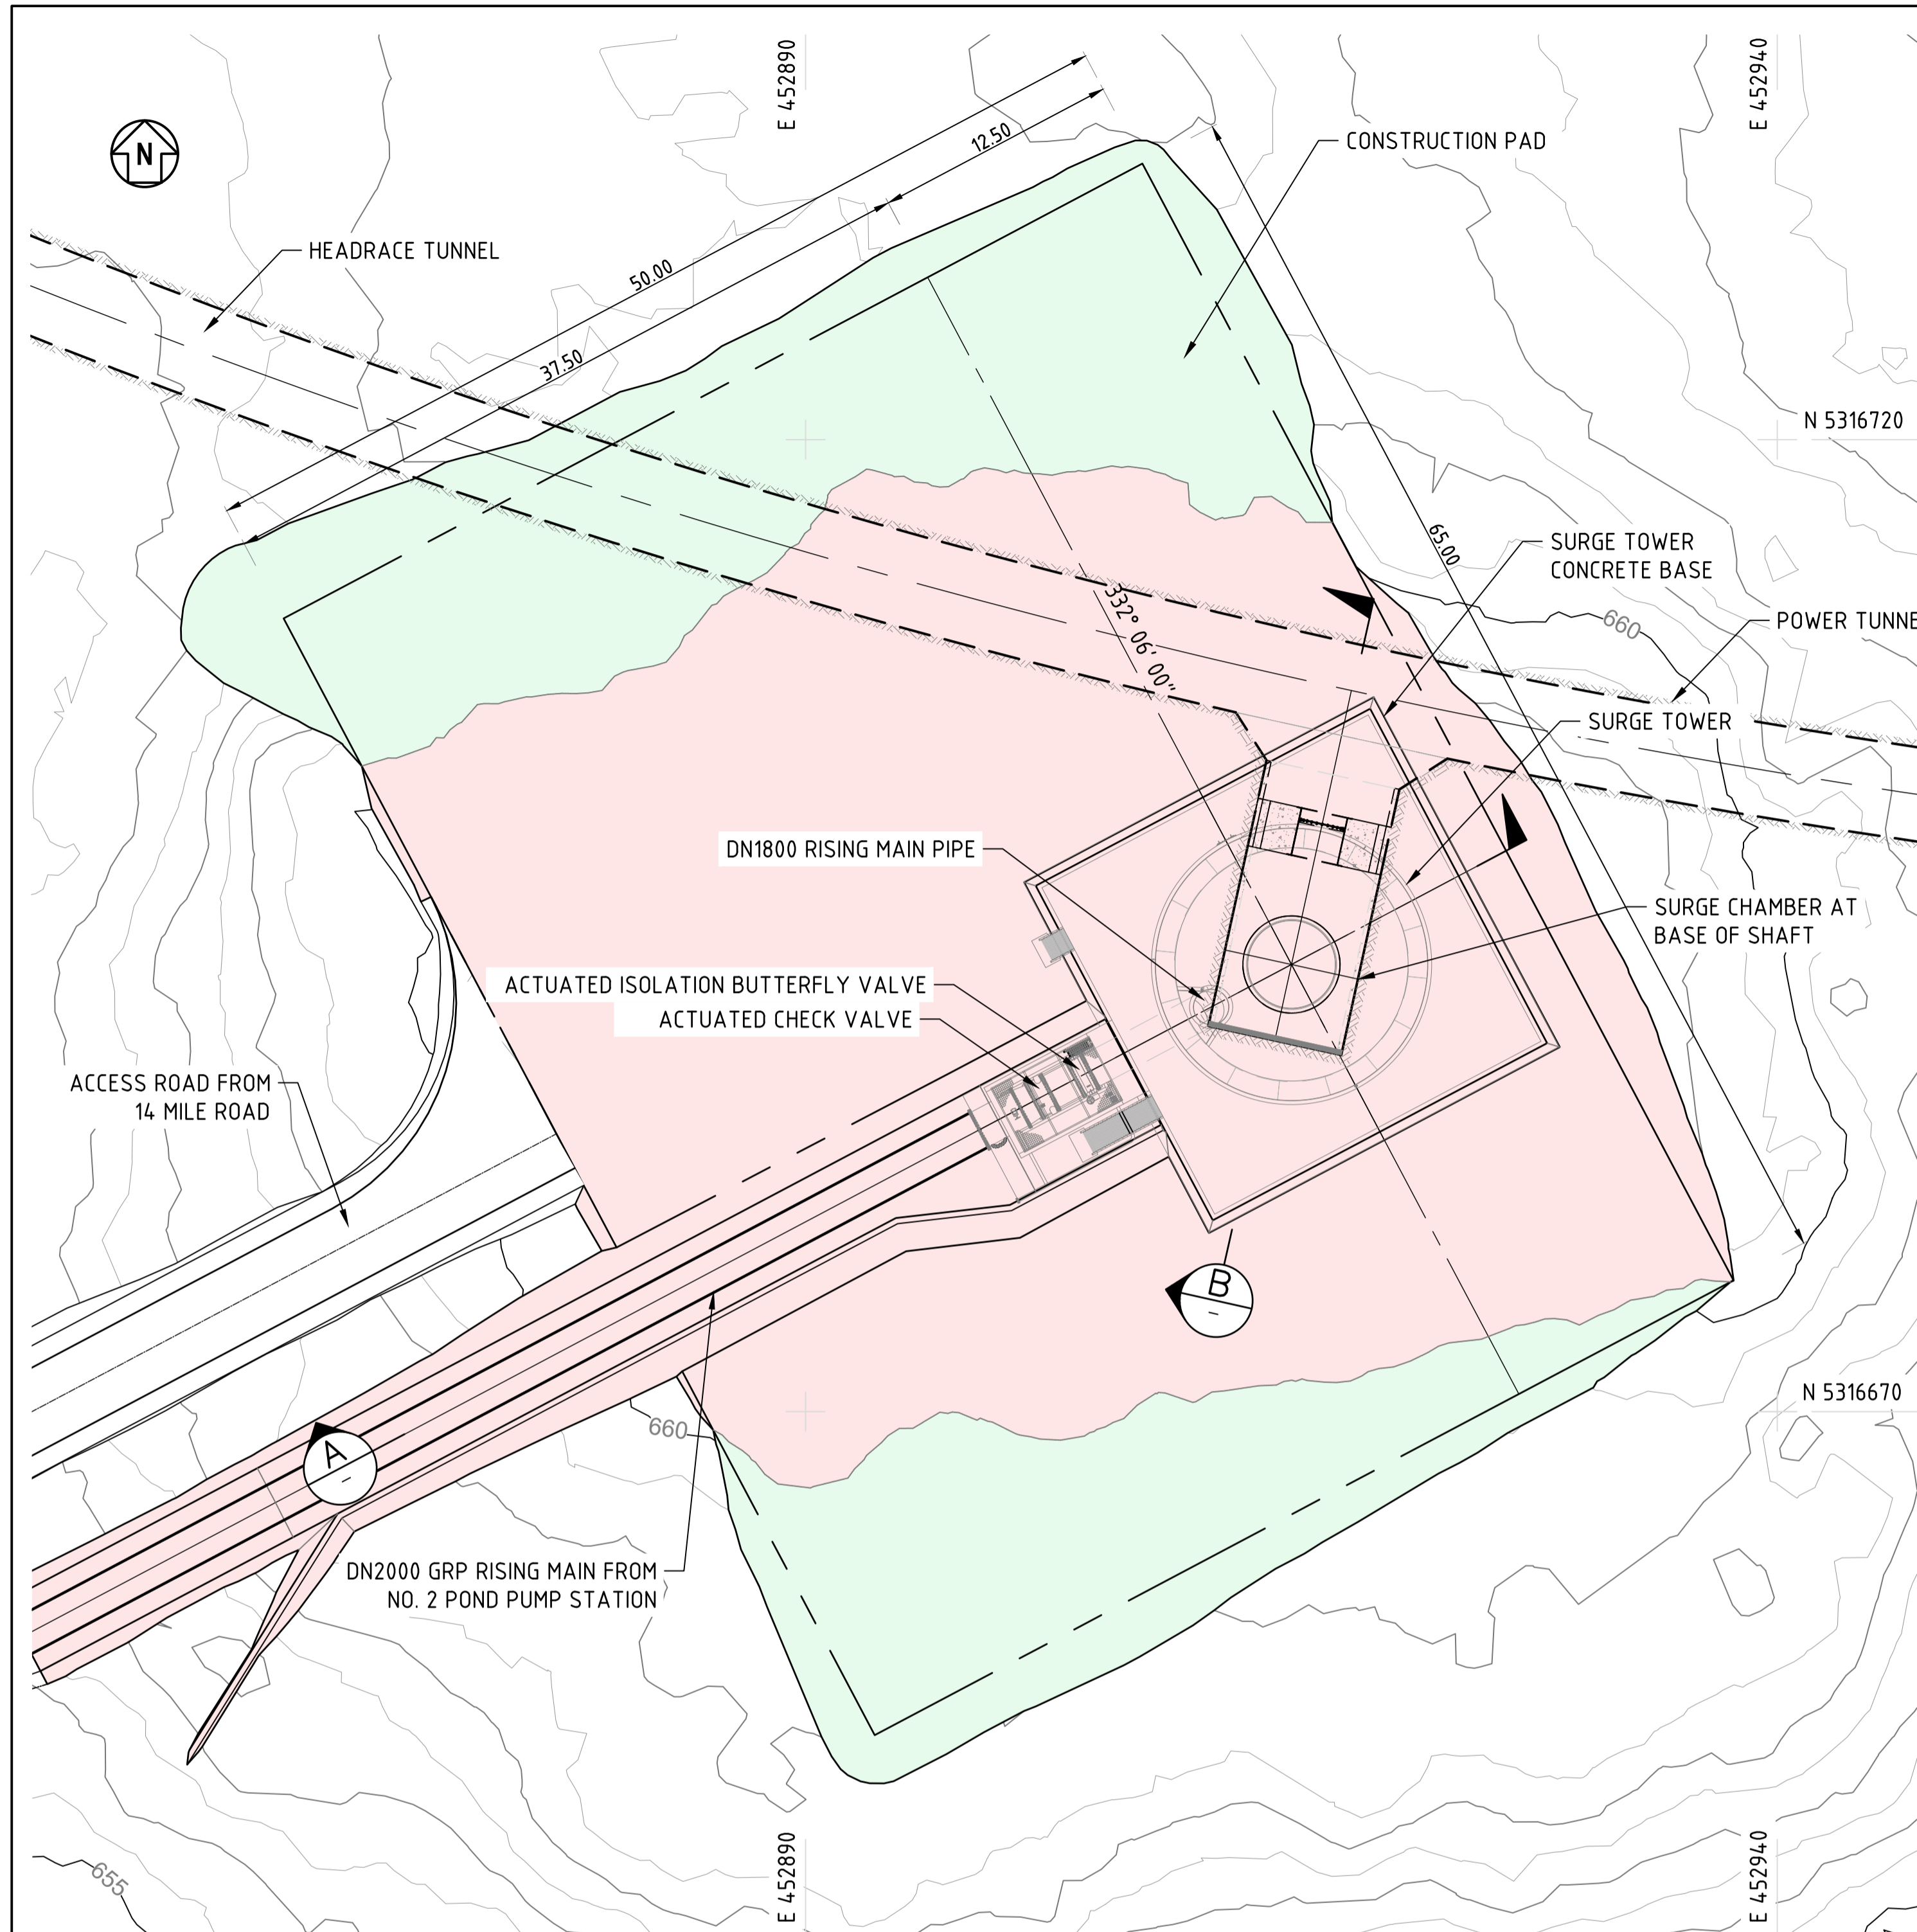 E 452890
E 452940
N
12.50
CONSTRUCTION PAD
HEADRACE TUNNEL
50.00
37.50
N 5316720
65.00
SURGE TOWER
CONCRETE BASE
660
POWER TUNNE
332° 06' 00"
SURGE TOWER
DN1800 RISING MAIN PIPE
SURGE CHAMBER AT
BASE OF SHAFT
ACTUATED ISOLATION BUTTERFLY VALVE
ACTUATED CHECK VALVE
ACCESS ROAD FROM
14 MILE ROAD
B
-
N 5316670
660
A
-
DN2000 GRP RISING MAIN FROM
NO. 2 POND PUMP STATION
655
E 452890
E 452940